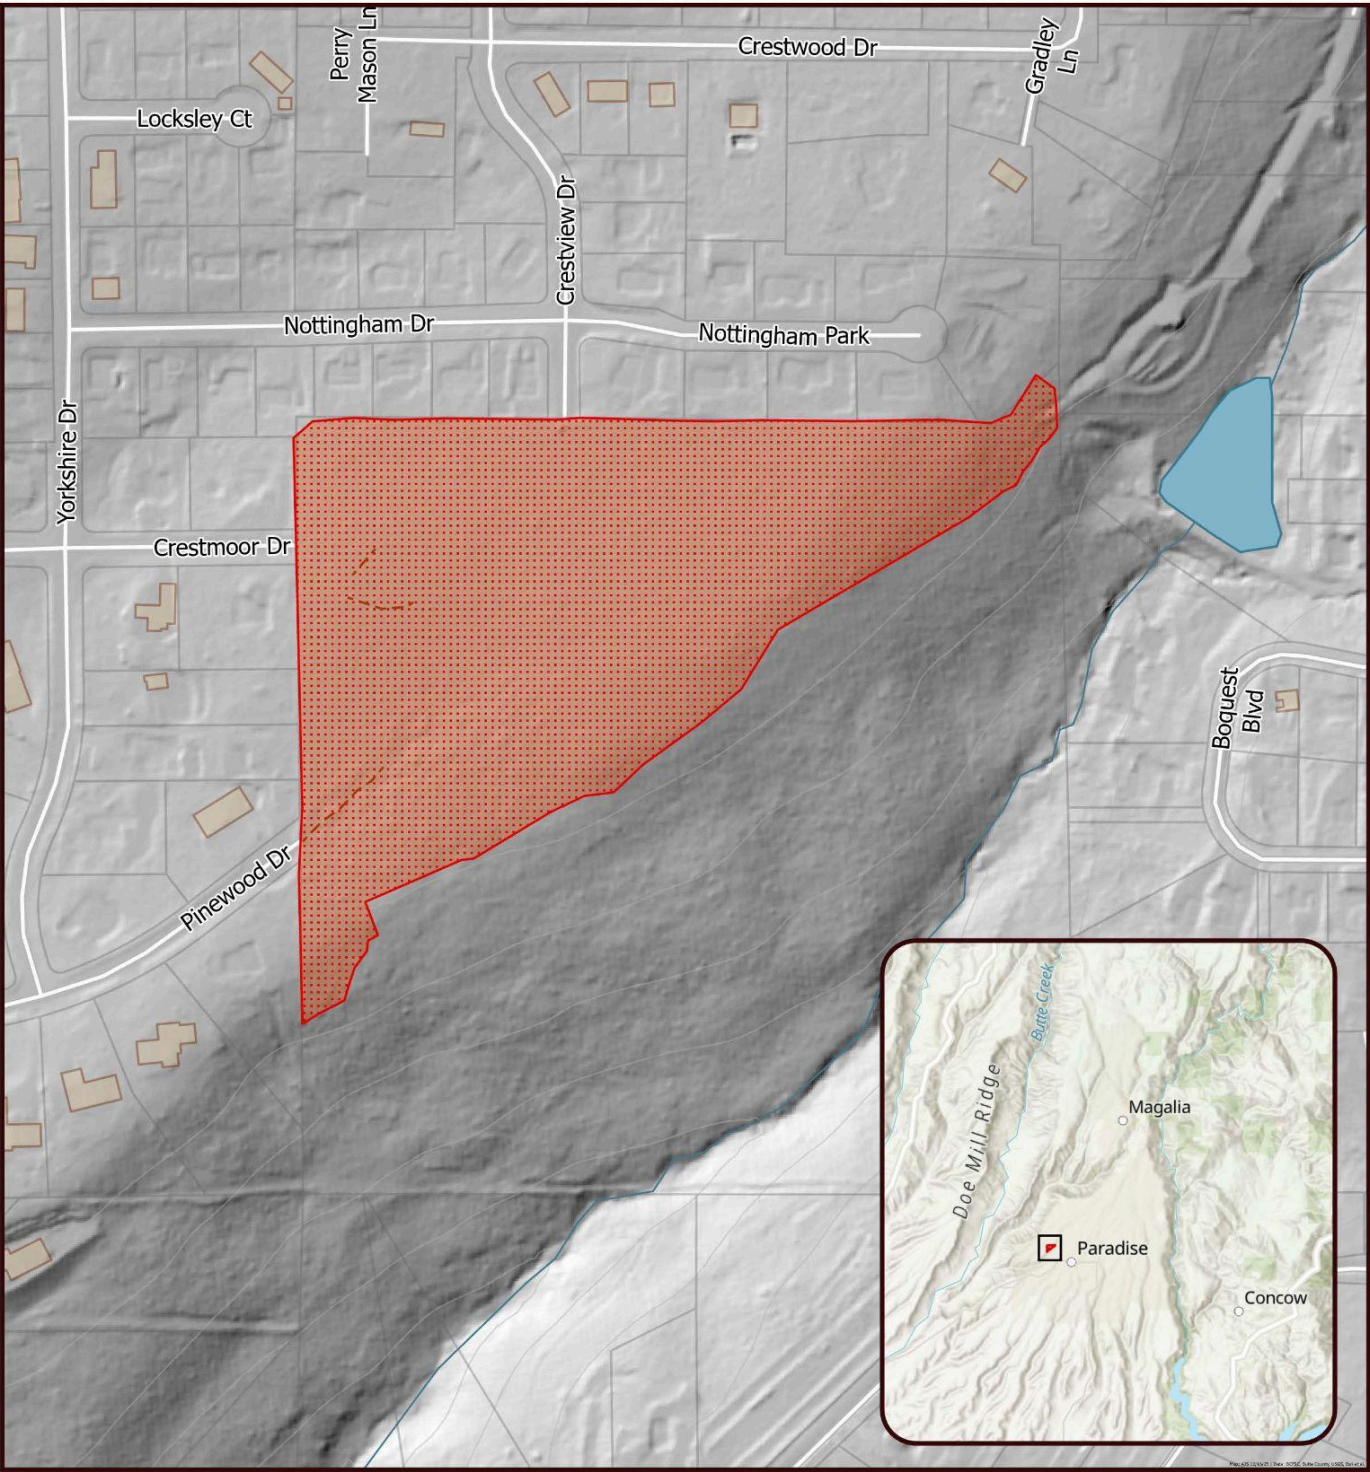 Crestwood Dr
Perry
Mason Ln
Gradley
Ln
Locksley Ct
Crestview Dr
Nottingham Dr
Nottingham Park
Yorkshire Dr
Crestmoor Dr
Boquest
Blvd
Pinewood Dr
Butte Creek
Doe Mill Ridge
Magalia
Paradise
Concow